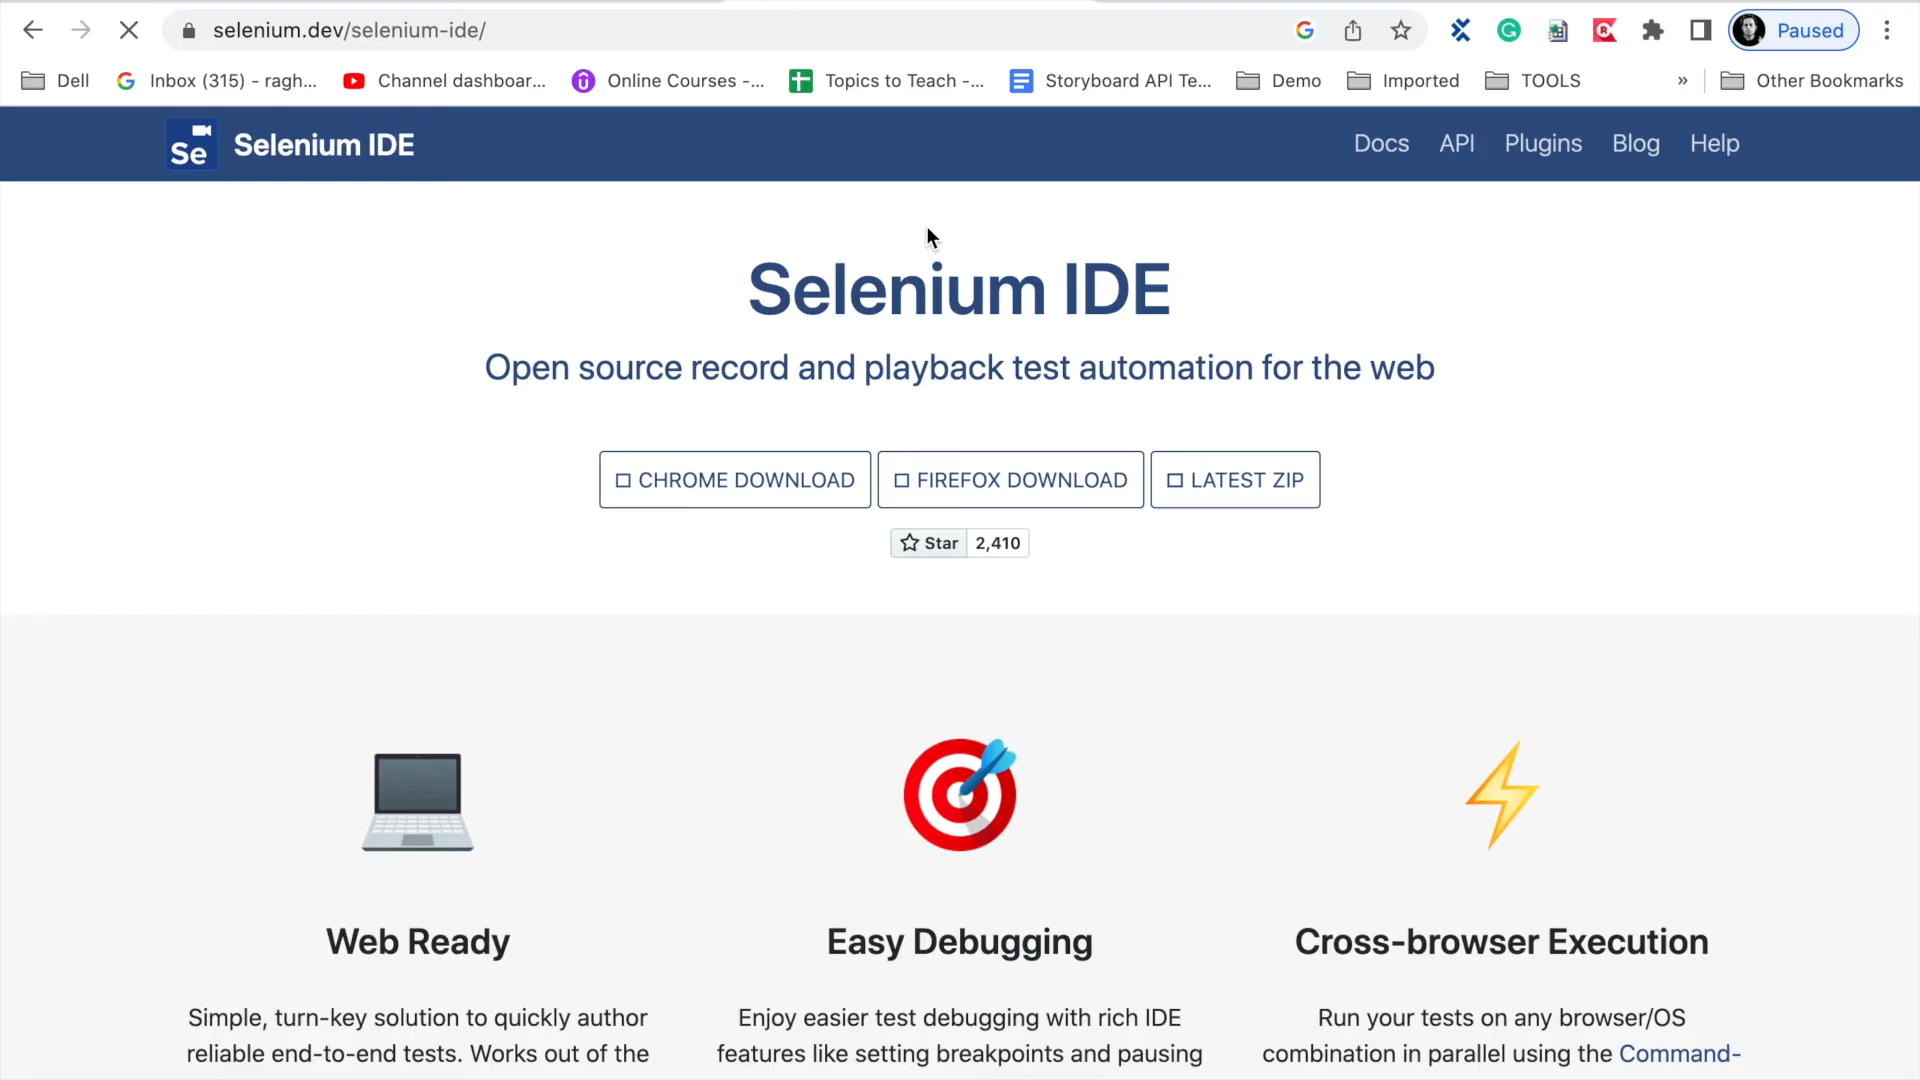 selenium.dev/selenium-ide/
Paused
Dell
Inbox (315) - ragh...
Channel dashboar...
Online Courses -...
Topics to Teach -...
Storyboard API Te...
Demo
Imported
TOOLS
»
Other Bookmarks
Se
Selenium IDE
Docs
API
Plugins
Blog
Help
Selenium IDE
Open source record and playback test automation for the web
CHROME DOWNLOAD
FIREFOX DOWNLOAD
LATEST ZIP
Star
2,410
Web Ready
Simple, turn-key solution to quickly author
reliable end-to-end tests. Works out of the
Easy Debugging
Enjoy easier test debugging with rich IDE
features like setting breakpoints and pausing
Cross-browser Execution
Run your tests on any browser/OS
combination in parallel using the Command-